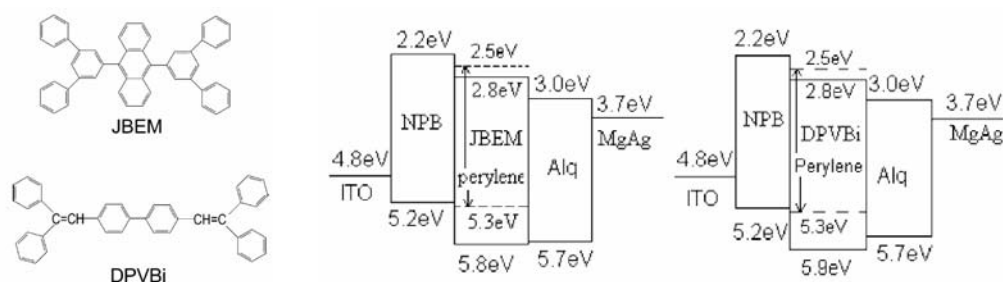 JBEM
CH
CH
DPVBi
2.2eV
2.5eV
2.8eV
3.0eV
3.7eV
NPB
JBEM
MgAg
4.8eV
ITO
perylene
Alq
5.2eV
5.3eV
5.8eV
5.7eV
2.2eV
2.5eV
2.8eV
3.0eV
3.7eV
NPB
DPVBi
MgAg
4.8eV
ITO
Perylene
Alq
5.2eV
5.3eV
5.9eV
5.7eV